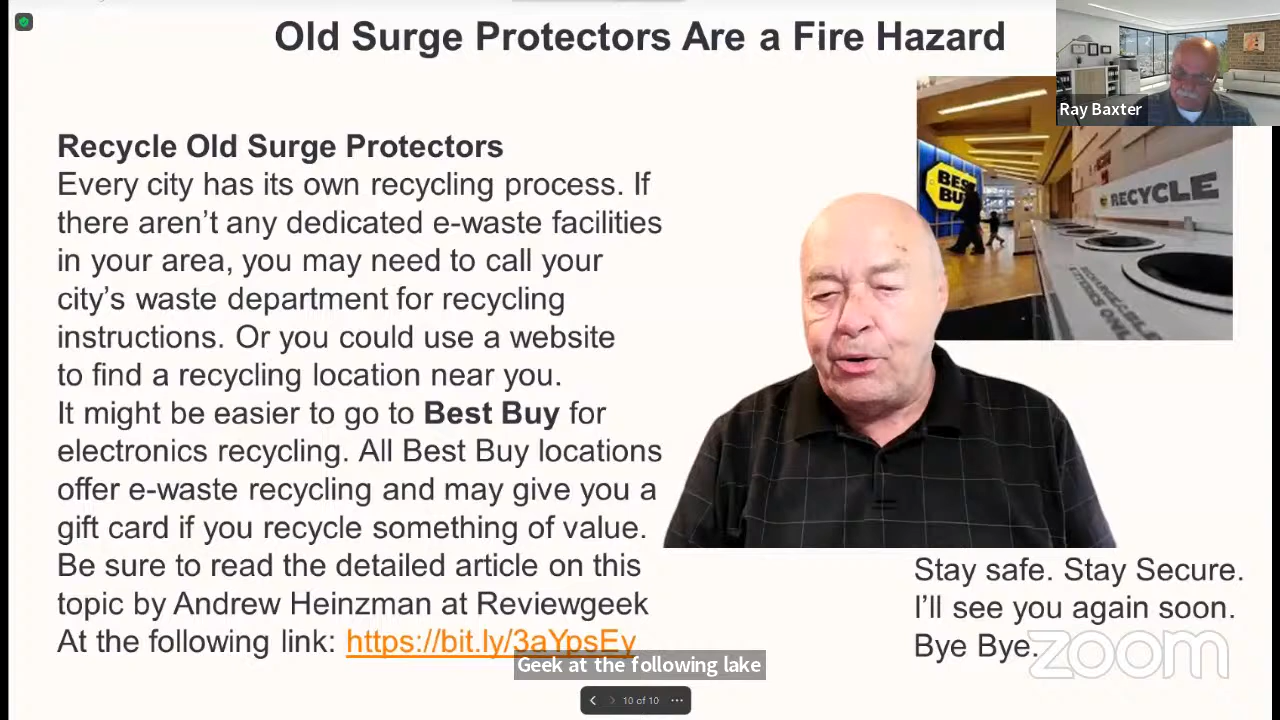 Old Surge Protectors Are a Fire Hazard
Ray Baxter
BEST
BUY
RECYCLE
Recycle Old Surge Protectors
Every city has its own recycling process. If
there aren’t any dedicated e-waste facilities
in your area, you may need to call your
city’s waste department for recycling
instructions. Or you could use a website
to find a recycling location near you.
It might be easier to go to Best Buy for
electronics recycling. All Best Buy locations
offer e-waste recycling and may give you a
gift card if you recycle something of value.
Be sure to read the detailed article on this
topic by Andrew Heinzman at Reviewgeek
At the following link: https://bit.ly/3aYpsEy
Stay safe. Stay Secure.
I’ll see you again soon.
Bye Bye.
zoom
Geek at the following lake
10 of 10